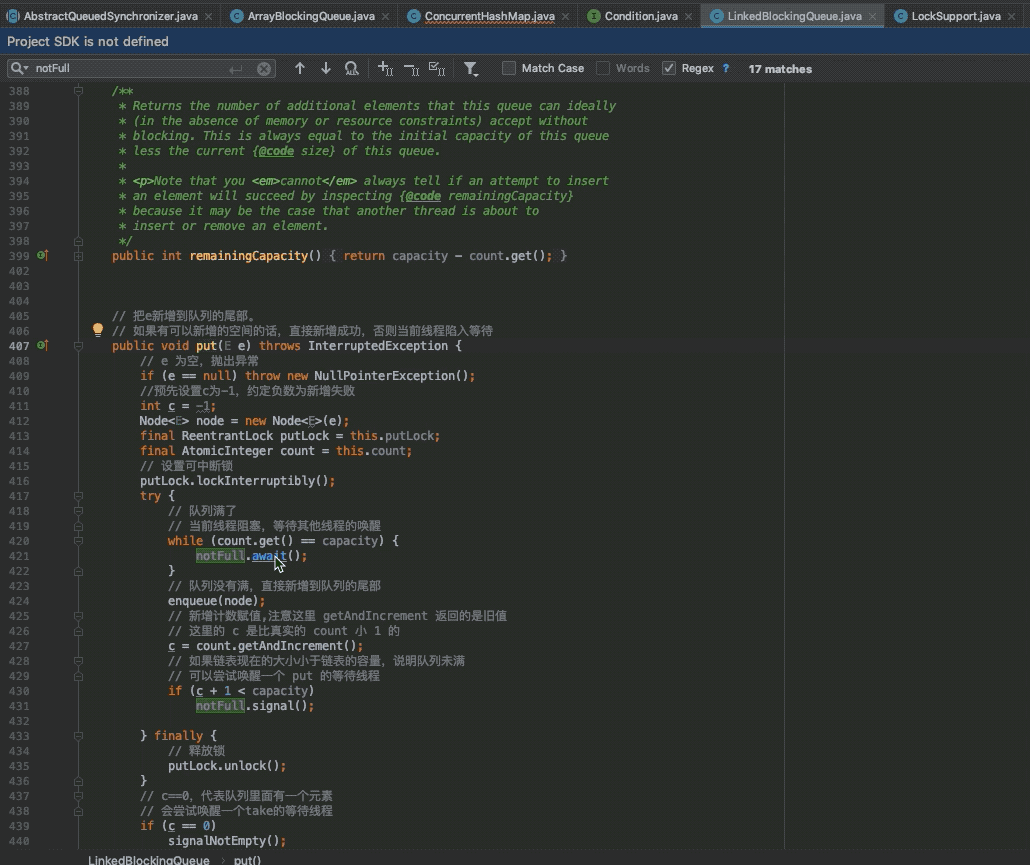 AbstractQueuedSynchronizer.java × ArrayBlockingQueue.java × ConcurrentHashMap.java × Condition.java × LinkedBlockingQueue.java × LockSupport.java ×
Project SDK is not defined
notFull Match Case Words Regex ? 17 matches
388 /**
389 * Returns the number of additional elements that this queue can ideally
390 * (in the absence of memory or resource constraints) accept without
391 * blocking. This is always equal to the initial capacity of this queue
392 * less the current {@code size} of this queue.
393 *
394 * <p>Note that you <em>cannot</em> always tell if an attempt to insert
395 * an element will succeed by inspecting {@code remainingCapacity}
396 * because it may be the case that another thread is about to
397 * insert or remove an element.
398 */
399 public int remainingCapacity() { return capacity - count.get(); }
402
403
404
405 // 把e新增到队列的尾部。
406 // 如果有可以新增的空间的话，直接新增成功，否则当前线程陷入等待
407 public void put(E e) throws InterruptedException {
408 // e 为空，抛出异常
409 if (e == null) throw new NullPointerException();
410 //预先设置c为-1，约定负数为新增失败
411 int c = -1;
412 Node<E> node = new Node<E>(e);
413 final ReentrantLock putLock = this.putLock;
414 final AtomicInteger count = this.count;
415 // 设置可中断锁
416 putLock.lockInterruptibly();
417 try {
418 // 队列满了
419 // 当前线程阻塞，等待其他线程的唤醒
420 while (count.get() == capacity) {
421 notFull.await();
422 }
423 // 队列没有满，直接新增到队列的尾部
424 enqueue(node);
425 // 新增计数赋值,注意这里 getAndIncrement 返回的是旧值
426 // 这里的 c 是比真实的 count 小 1 的
427 c = count.getAndIncrement();
428 // 如果链表现在的大小小于链表的容量，说明队列未满
429 // 可以尝试唤醒一个 put 的等待线程
430 if (c + 1 < capacity)
431 notFull.signal();
432
433 } finally {
434 // 释放锁
435 putLock.unlock();
436 }
437 // c==0，代表队列里面有一个元素
438 // 会尝试唤醒一个take的等待线程
439 if (c == 0)
440 signalNotEmpty();
LinkedBlockingQueue › put()